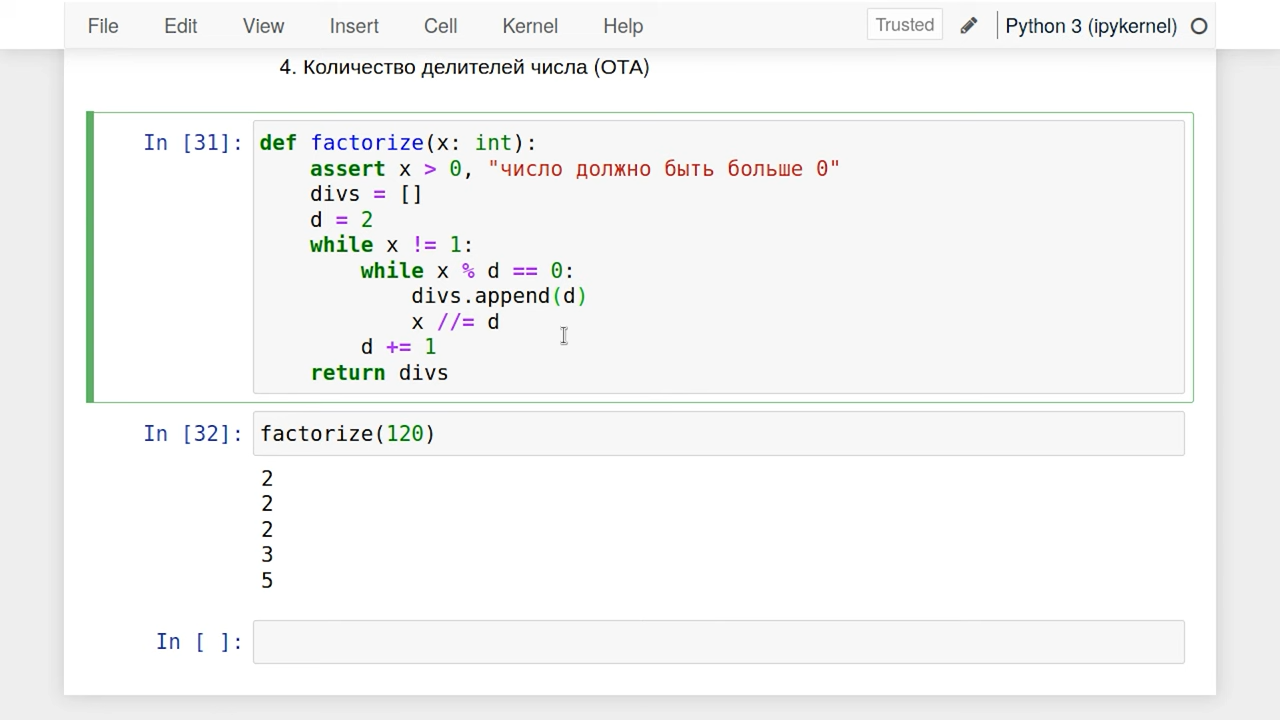 File Edit View Insert Cell Kernel Help Trusted Python 3 (ipykernel)
4. Количество делителей числа (ОТА)
In [31]: def factorize(x: int):
    assert x > 0, "число должно быть больше 0"
    divs = []
    d = 2
    while x != 1:
        while x % d == 0:
            divs.append(d)
            x //= d
        d += 1
    return divs
In [32]: factorize(120)
2
2
2
3
5
In [ ]: